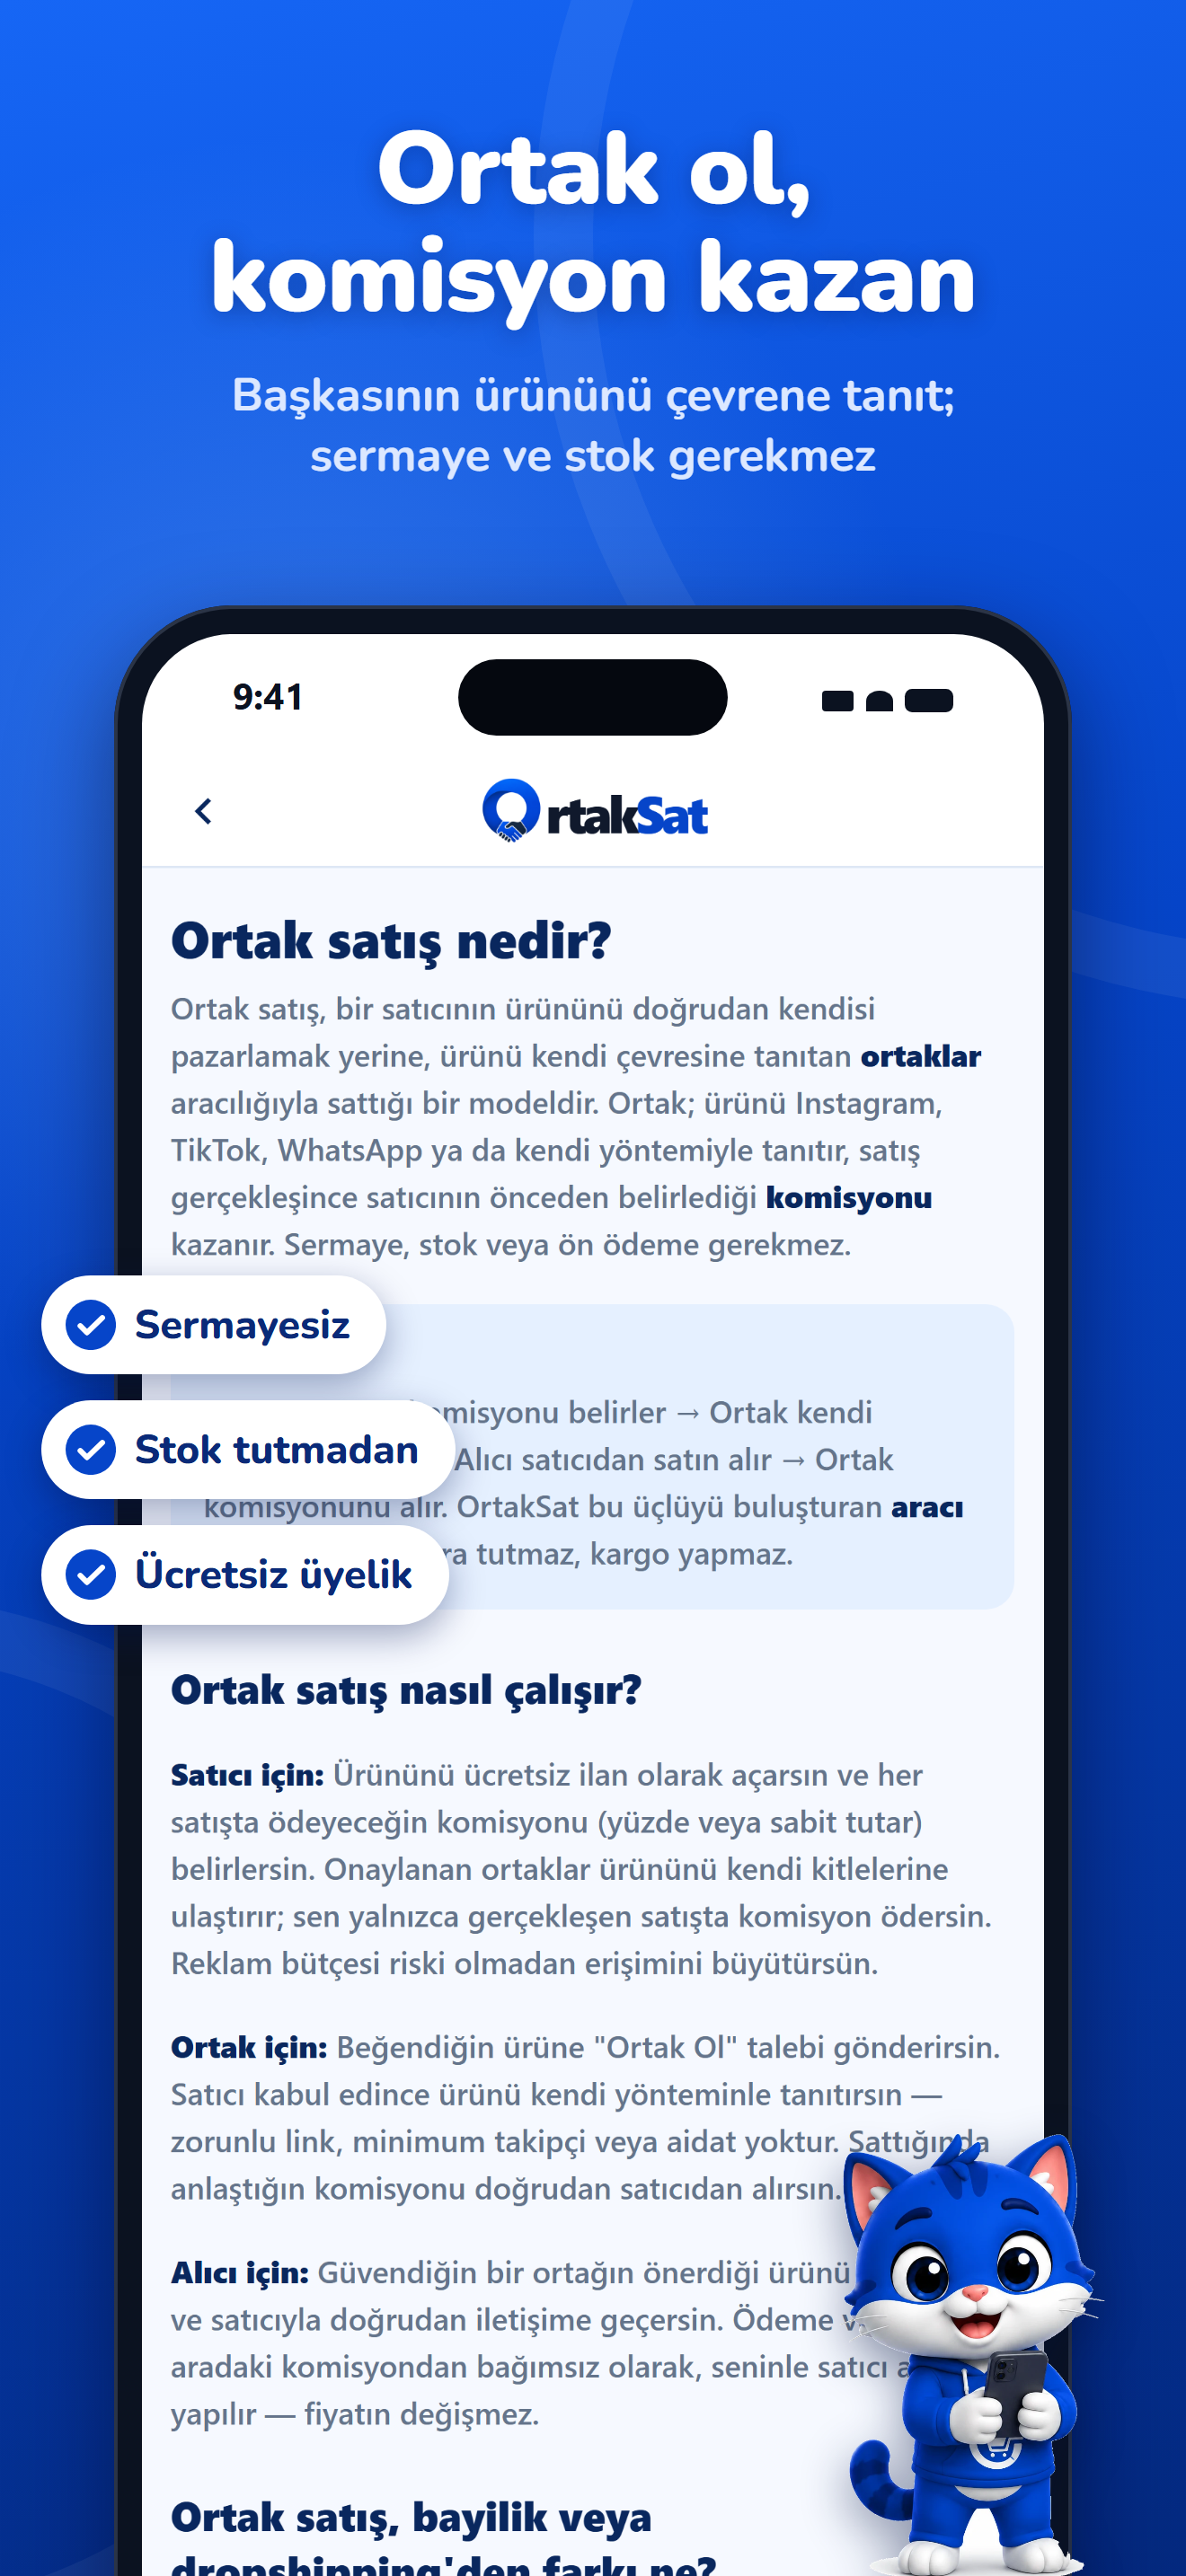 Ortak ol,
komisyon kazan
Başkasının ürününü çevrene tanıt;
sermaye ve stok gerekmez
9:41
OrtakSat
Ortak satış nedir?
Ortak satış, bir satıcının ürününü doğrudan kendisi
pazarlamak yerine, ürünü kendi çevresine tanıtan ortaklar
aracılığıyla sattığı bir modeldir. Ortak; ürünü Instagram,
TikTok, WhatsApp ya da kendi yöntemiyle tanıtır, satış
gerçekleşince satıcının önceden belirlediği komisyonu
kazanır. Sermaye, stok veya ön ödeme gerekmez.
Sermayesiz
belirler → Ortak kendi
Stok tutmadan
Alıcı satıcıdan satın alır → Ortak
komisyonunu alır. OrtakSat bu üçlüyü buluşturan aracı
Ücretsiz üyelik
tutmaz, kargo yapmaz.
Ortak satış nasıl çalışır?
Satıcı için: Ürününü ücretsiz ilan olarak açarsın ve her
satışta ödeyeceğin komisyonu (yüzde veya sabit tutar)
belirlersin. Onaylanan ortaklar ürününü kendi kitlelerine
ulaştırır; sen yalnızca gerçekleşen satışta komisyon ödersin.
Reklam bütçesi riski olmadan erişimini büyütürsün.
Ortak için: Beğendiğin ürüne "Ortak Ol" talebi gönderirsin.
Satıcı kabul edince ürünü kendi yönteminle tanıtırsın —
zorunlu link, minimum takipçi veya aidat yoktur. Sattığında
anlaştığın komisyonu doğrudan satıcıdan alırsın.
Alıcı için: Güvendiğin bir ortağın önerdiği ürünü
ve satıcıyla doğrudan iletişime geçersin. Ödeme
aradaki komisyondan bağımsız olarak, seninle satıcı
yapılır — fiyatın değişmez.
Ortak satış, bayilik veya
dropshipping'den farkı ne?